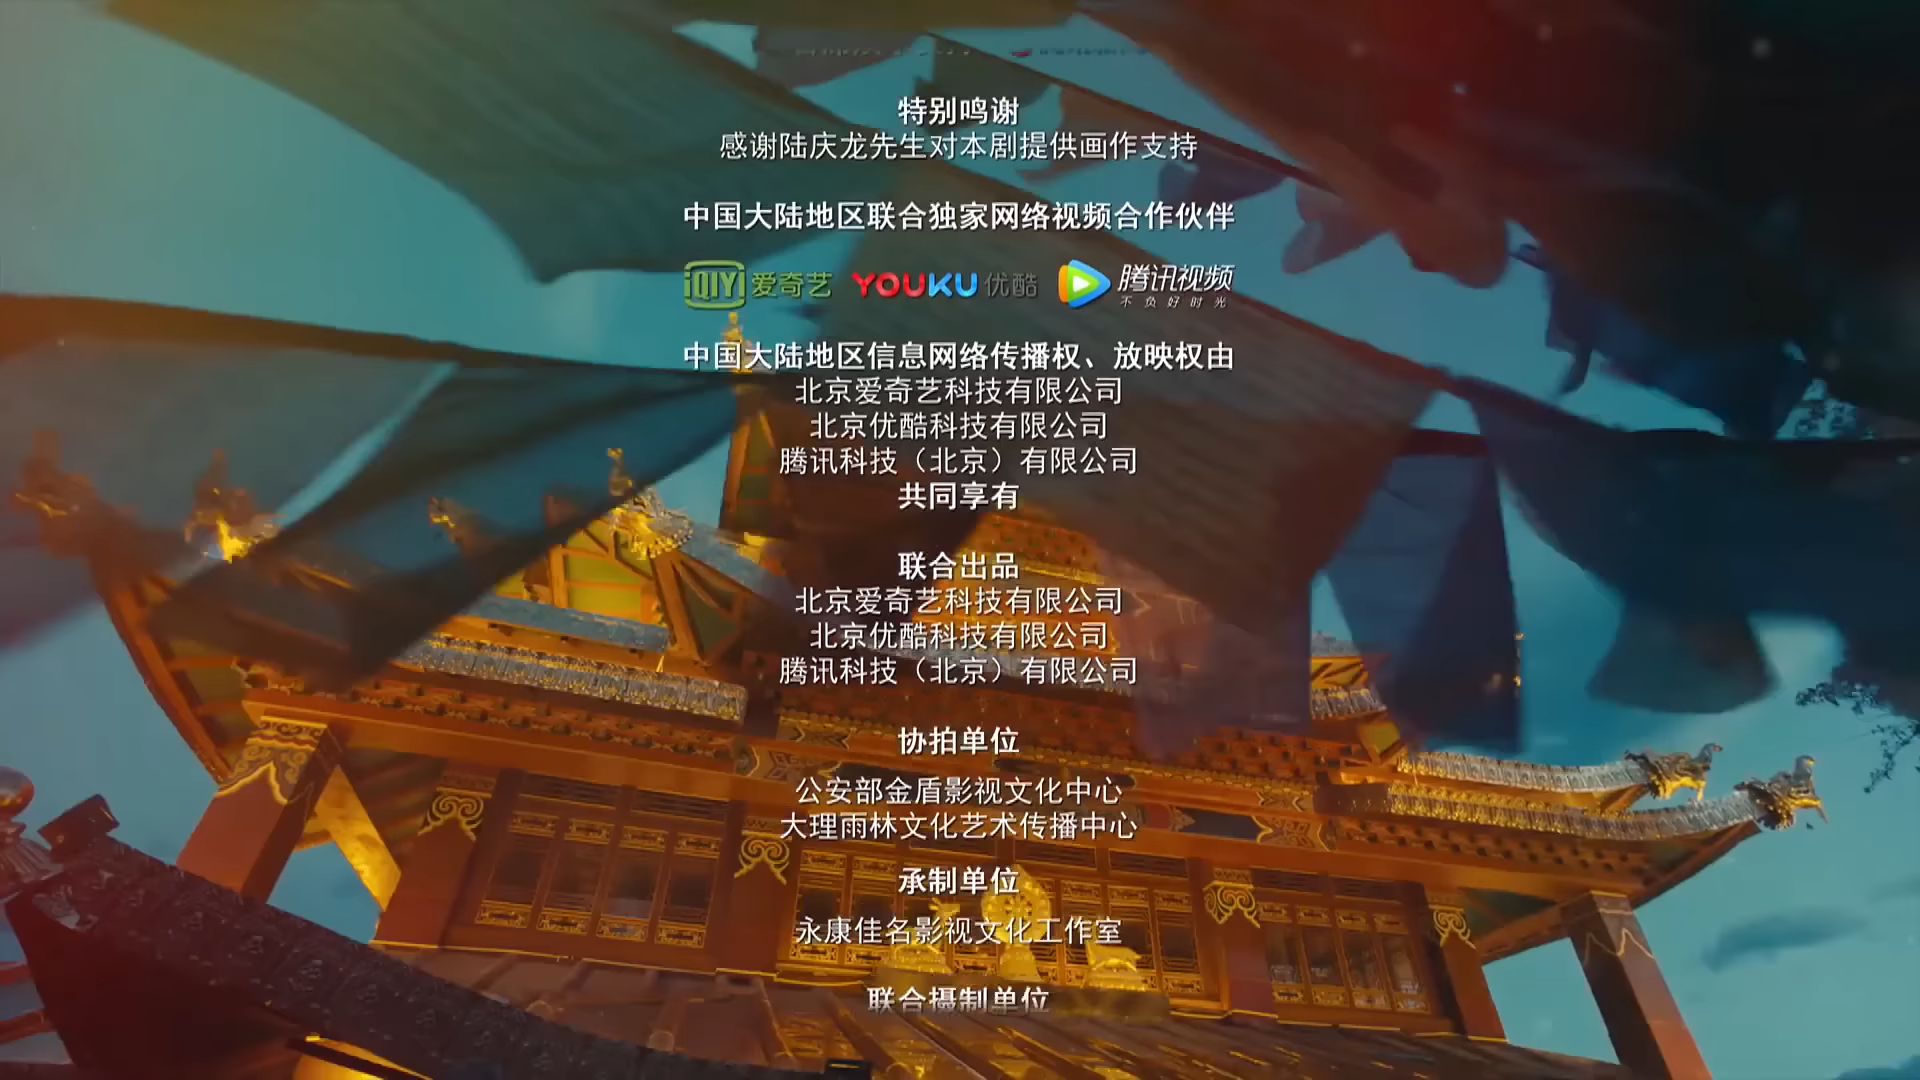 特别鸣谢
感谢陆庆龙先生对本剧提供画作支持
中国大陆地区联合独家网络视频合作伙伴
iQIY 爱奇艺 YOUKU 优酷 腾讯视频
不负好时光
中国大陆地区信息网络传播权、放映权由
北京爱奇艺科技有限公司
北京优酷科技有限公司
腾讯科技（北京）有限公司
共同享有
联合出品
北京爱奇艺科技有限公司
北京优酷科技有限公司
腾讯科技（北京）有限公司
协拍单位
公安部金盾影视文化中心
大理雨林文化艺术传播中心
承制单位
永康佳名影视文化工作室
联合摄制单位